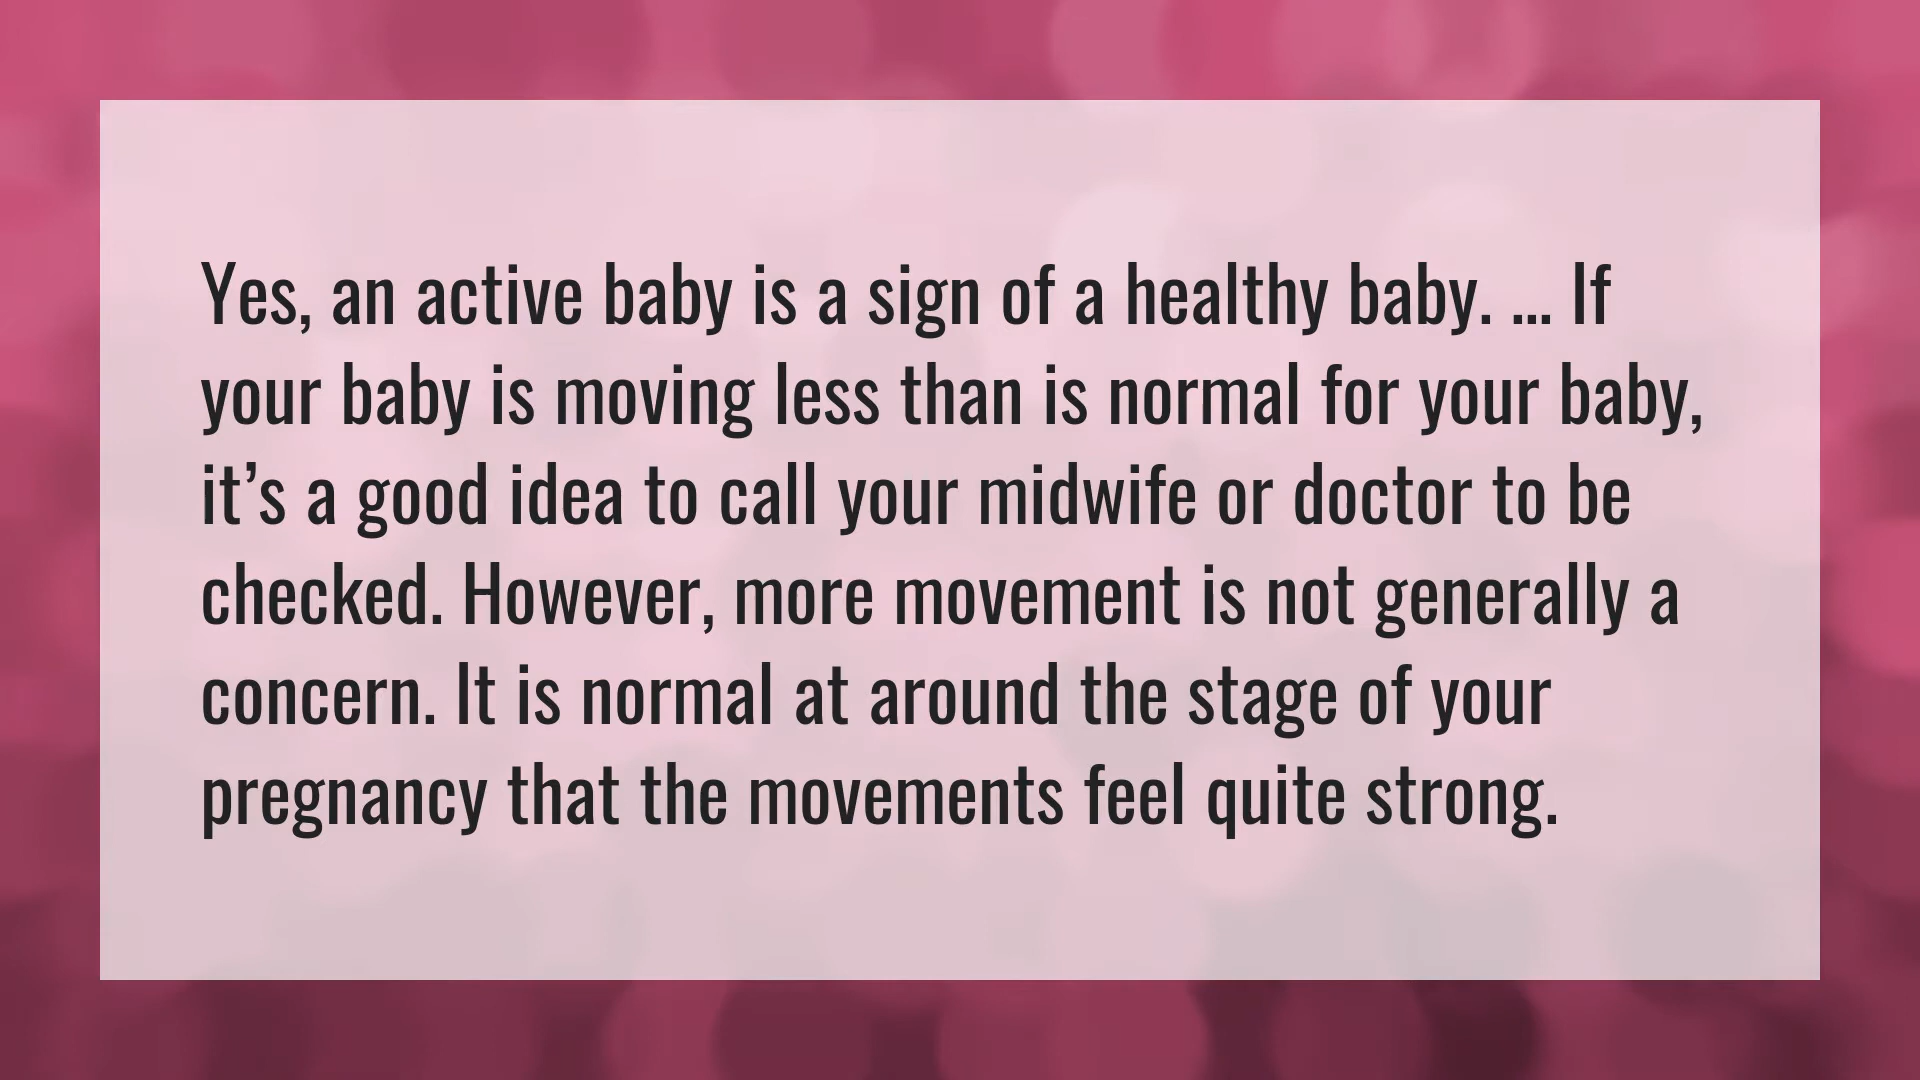 Yes, an active baby is a sign of a healthy baby. ... If
your baby is moving less than is normal for your baby,
it’s a good idea to call your midwife or doctor to be
checked. However, more movement is not generally a
concern. It is normal at around the stage of your
pregnancy that the movements feel quite strong.